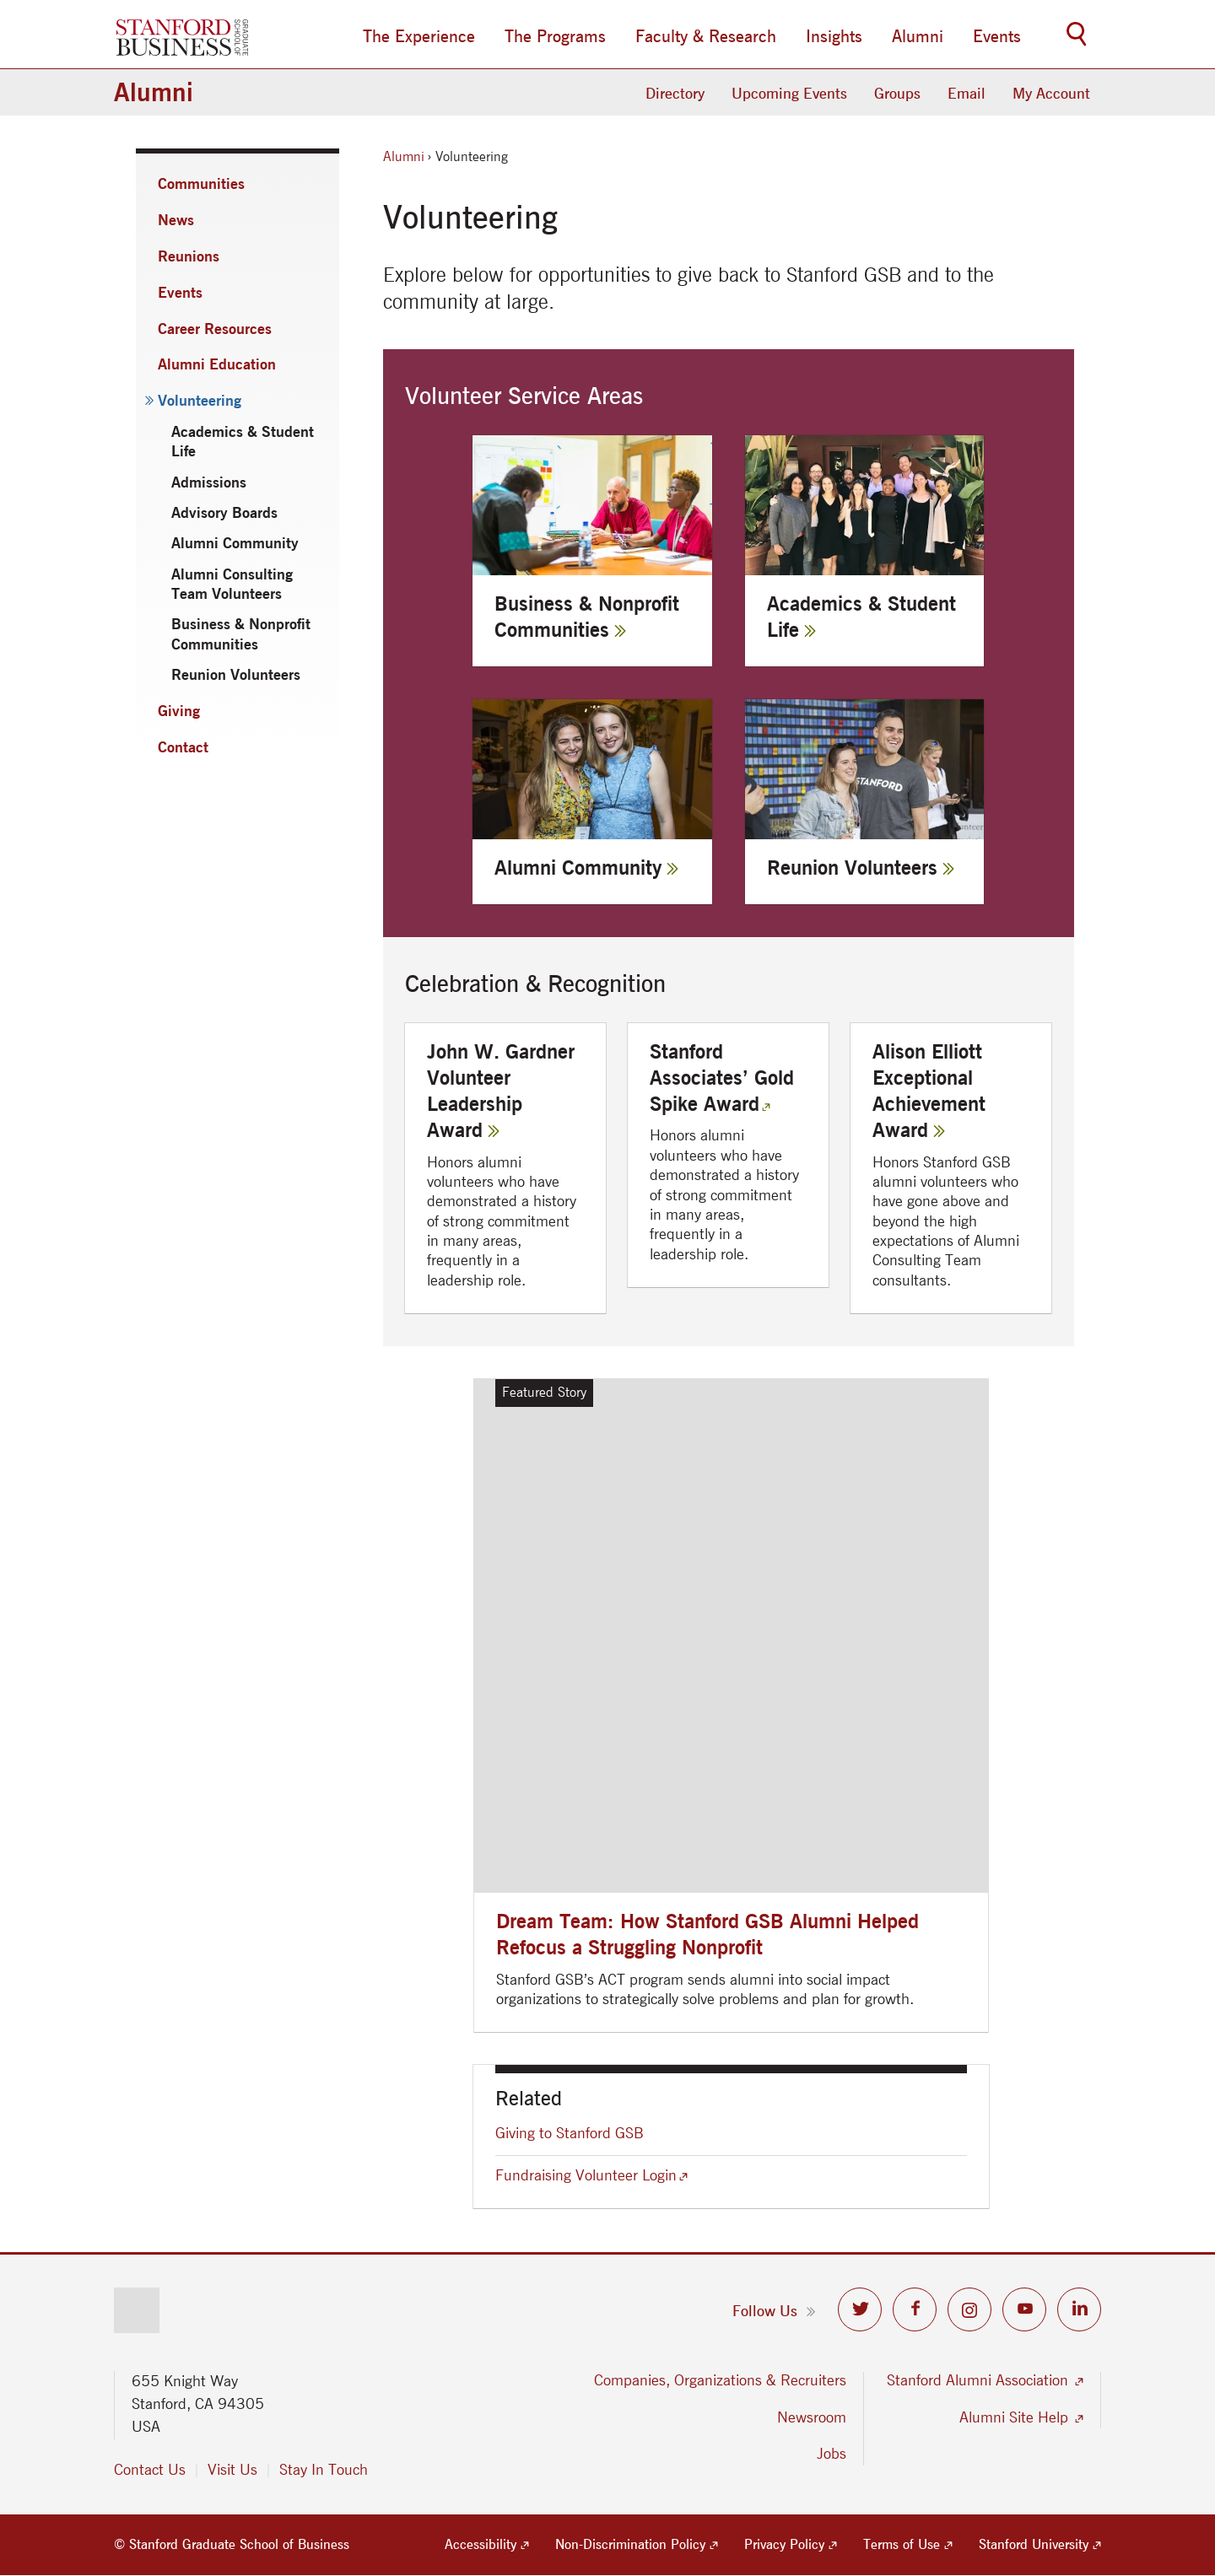 STANFORD
BUSINESS
GRADUATE
SCHOOL OF
The Experience
The Programs
Faculty & Research
Insights
Alumni
Events
Alumni
Directory
Upcoming Events
Groups
Email
My Account
Communities
News
Reunions
Events
Career Resources
Alumni Education
Volunteering
Academics & Student
Life
Admissions
Advisory Boards
Alumni Community
Alumni Consulting
Team Volunteers
Business & Nonprofit
Communities
Reunion Volunteers
Giving
Contact
Alumni › Volunteering
Volunteering
Explore below for opportunities to give back to Stanford GSB and to the
community at large.
Volunteer Service Areas
Business & Nonprofit
Communities
Academics & Student
Life
STANFORD
Alumni Community
Reunion Volunteers
Celebration & Recognition
John W. Gardner
Volunteer
Leadership
Award
Honors alumni
volunteers who have
demonstrated a history
of strong commitment
in many areas,
frequently in a
leadership role.
Stanford
Associates’ Gold
Spike Award
Honors alumni
volunteers who have
demonstrated a history
of strong commitment
in many areas,
frequently in a
leadership role.
Alison Elliott
Exceptional
Achievement
Award
Honors Stanford GSB
alumni volunteers who
have gone above and
beyond the high
expectations of Alumni
Consulting Team
consultants.
Featured Story
Dream Team: How Stanford GSB Alumni Helped
Refocus a Struggling Nonprofit
Stanford GSB’s ACT program sends alumni into social impact
organizations to strategically solve problems and plan for growth.
Related
Giving to Stanford GSB
Fundraising Volunteer Login
Follow Us
655 Knight Way
Stanford, CA 94305
USA
Contact Us
Visit Us
Stay In Touch
Companies, Organizations & Recruiters
Newsroom
Jobs
Stanford Alumni Association
Alumni Site Help
© Stanford Graduate School of Business
Accessibility
Non-Discrimination Policy
Privacy Policy
Terms of Use
Stanford University